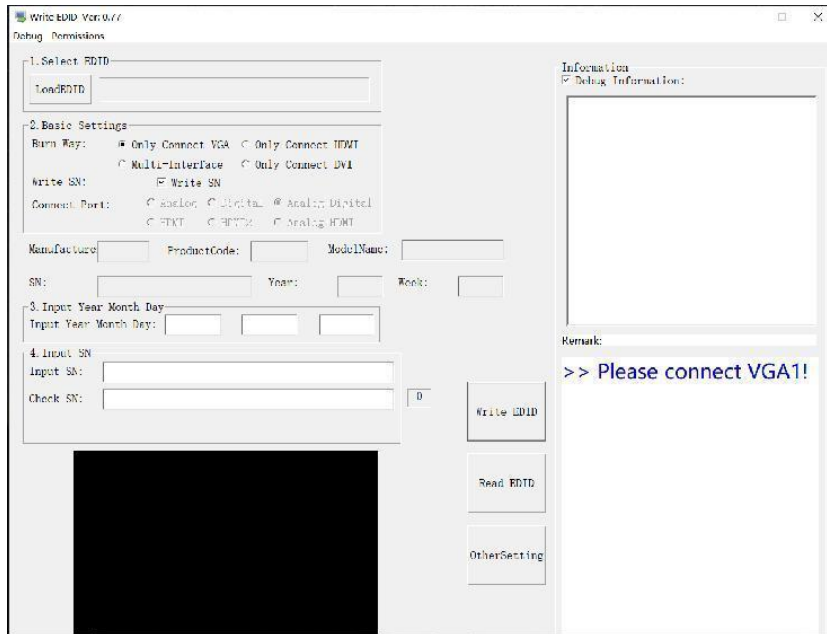 Write EDID Ver: 0.77
Debug Permissions
1.Select EDID
LoadEDID
2.Basic Settings
Burn Way: Only Connect VGA Only Connect HDMI
Multi-Interface Only Connect DVI
Write SN: Write SN
Connect Port: Analog Digital Analog Digital
HDMI Analog HDMI
Manufacture ProductCode: ModelName:
SN: Year: Week:
3.Input Year Month Day
Input Year Month Day:
4.Input SN
Input SN:
Check SN: 0
Write EDID
Read EDID
OtherSetting
Information
Debug Information:
Remark:
>> Please connect VGA1!